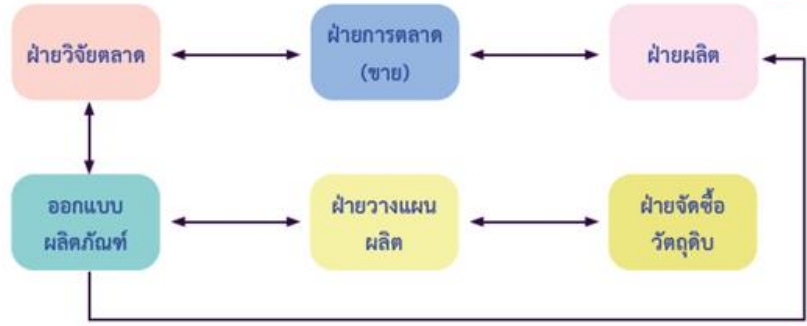 ฝ่ายวิจัยตลาด
ฝ่ายการตลาด
(ขาย)
ฝ่ายผลิต
ออกแบบ
ผลิตภัณฑ์
ฝ่ายวางแผน
ผลิต
ฝ่ายจัดซื้อ
วัตถุดิบ